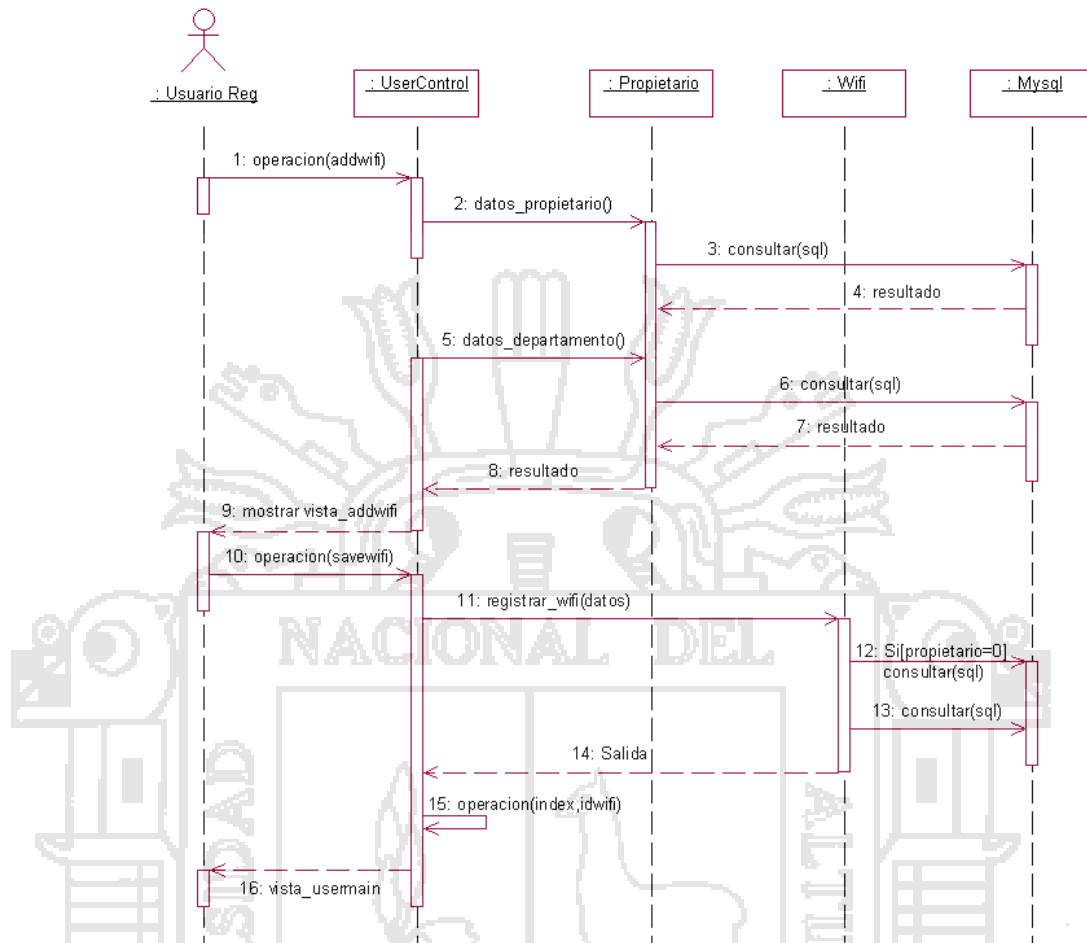 : Usuario Reg
: UserControl
: Propietario
: Wifi
: Mysql
1: operacion(addwifi)
2: datos_propietario()
3: consultar(sql)
4: resultado
5: datos_departamento()
6: consultar(sql)
7: resultado
8: resultado
9: mostrar vista_addwifi
10: operacion(savewifi)
11: registrar_wifi(datos)
NACIONAL DEL
12: Si[propietario=0]
consultar(sql)
13: consultar(sql)
14: Salida
15: operacion(index,idwifi)
16: vista_usermain
SIDAD
ALTIL